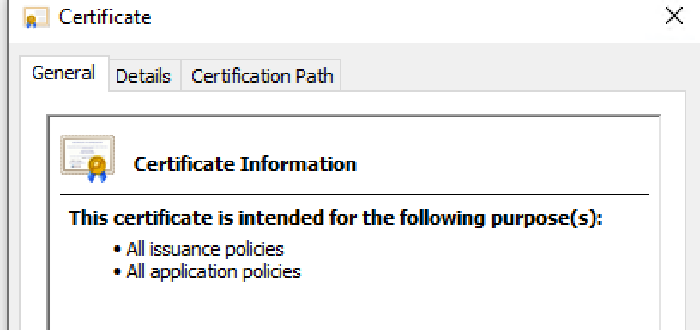 Certificate
General Details Certification Path
Certificate Information
This certificate is intended for the following purpose(s):
• All issuance policies
• All application policies